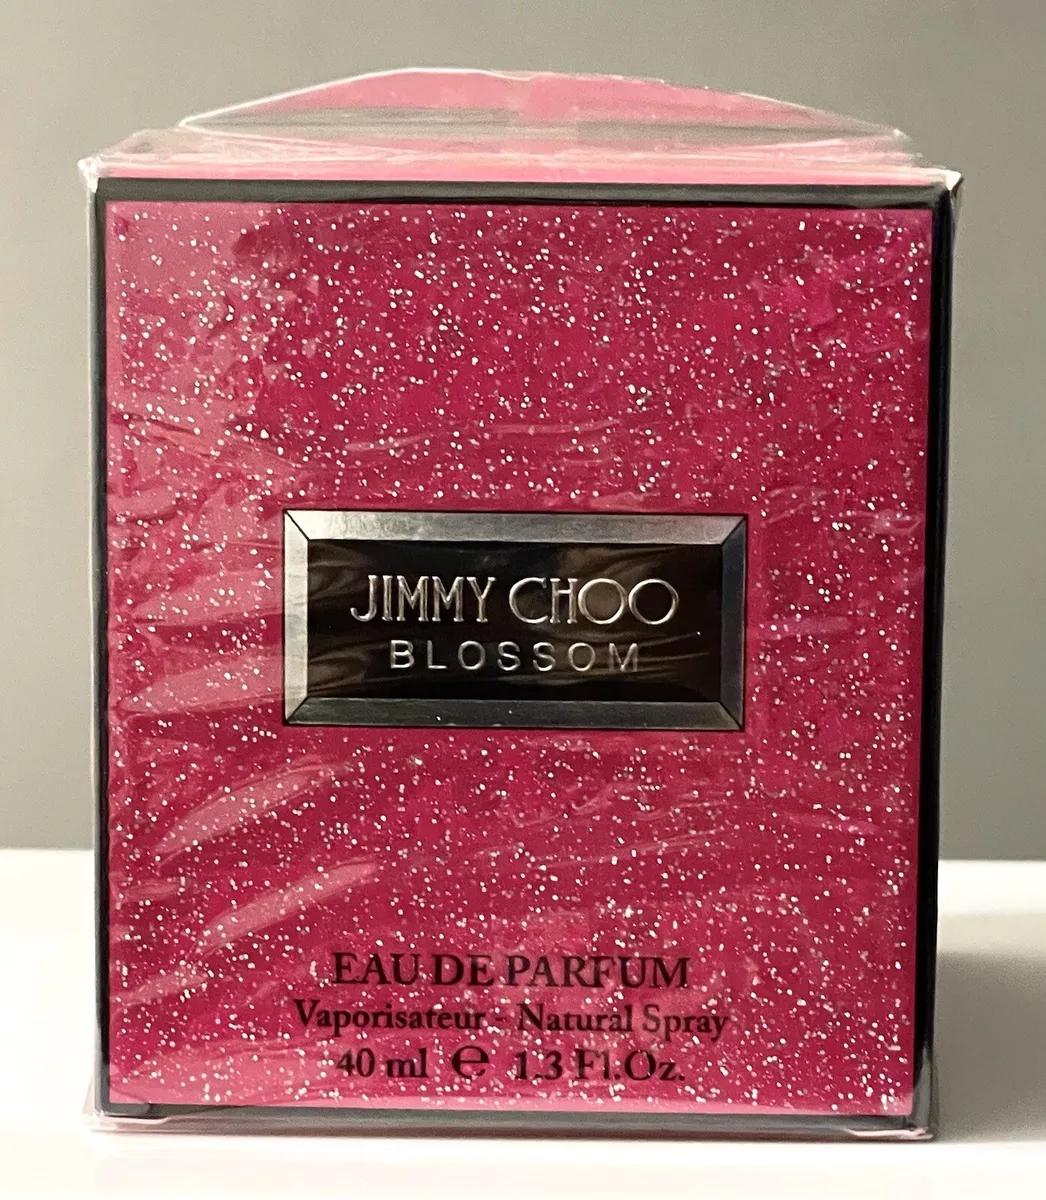 JIMMY CHOO
BLOSSOM
EAU DE PARFUM
Vaporisateur - Natural Spray
40 ml ℮ 1.3 Fl.Oz.